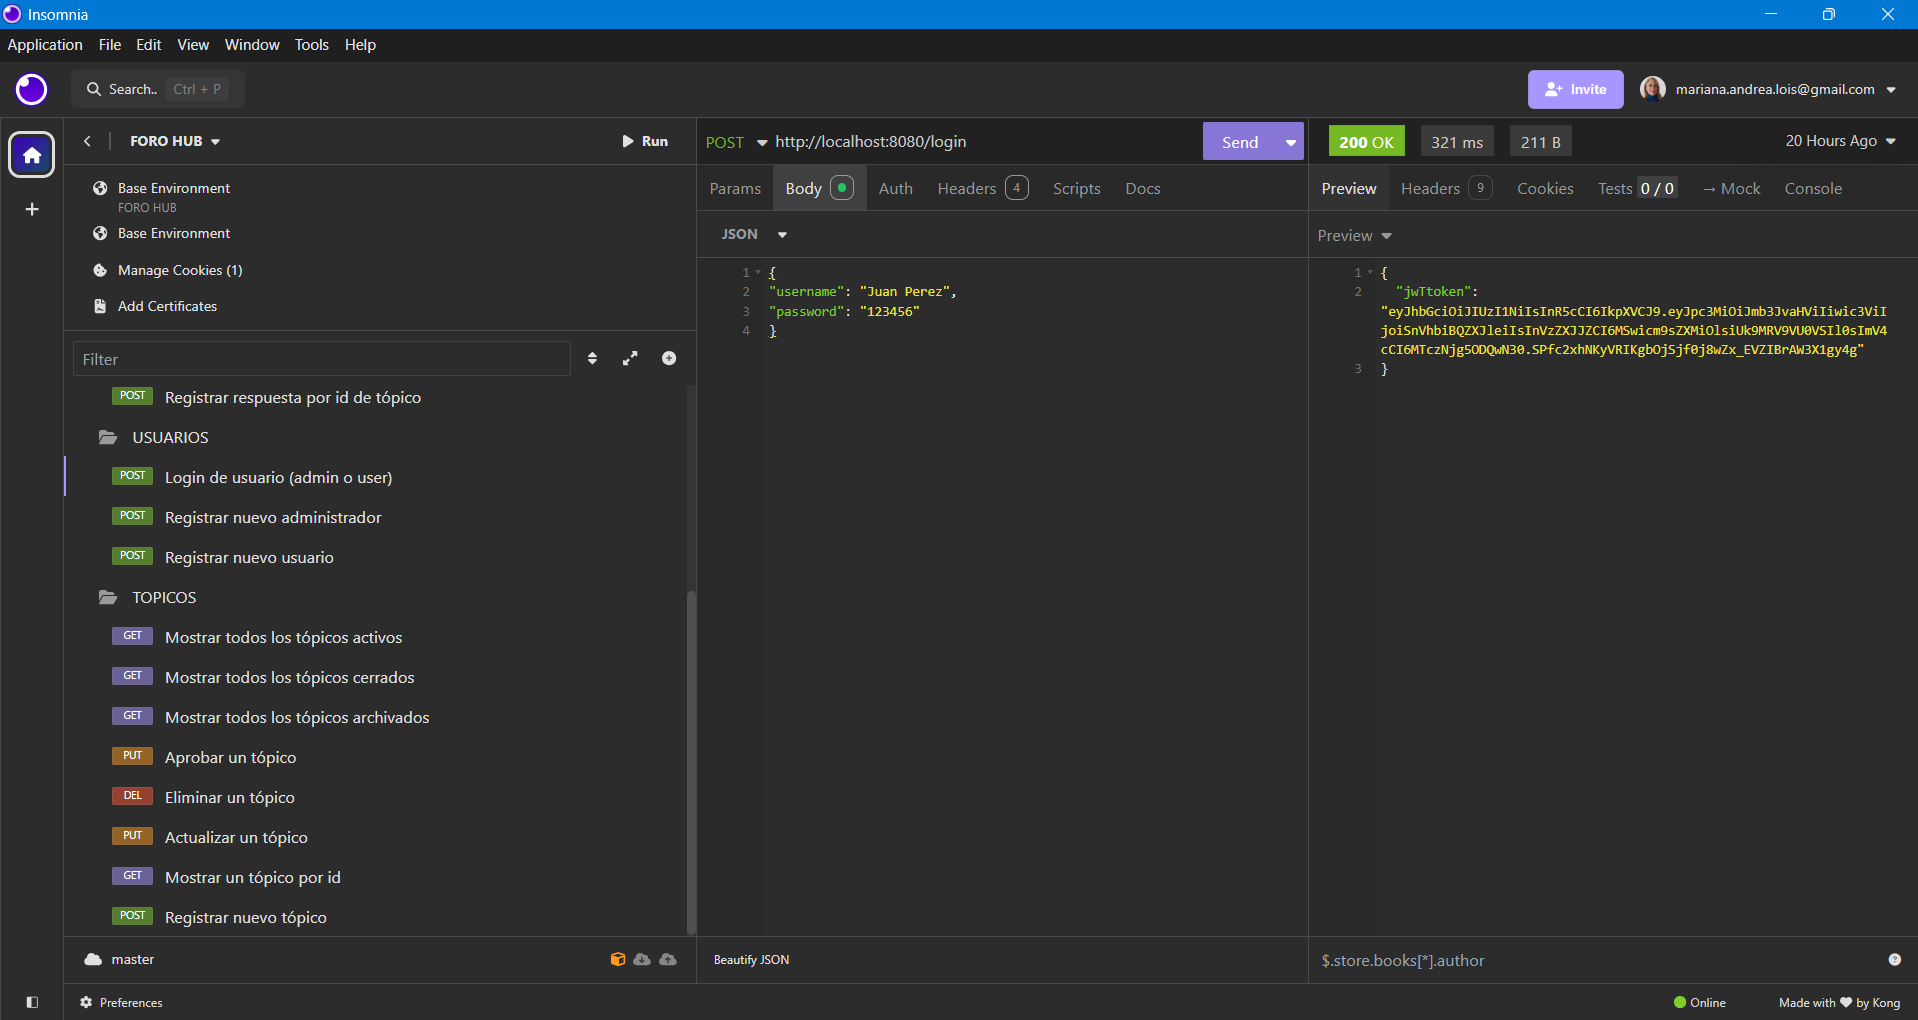 Insomnia
Application File Edit View Window Tools Help
Search.. Ctrl + P
Invite
mariana.andrea.lois@gmail.com
FORO HUB
Run
Base Environment
FORO HUB
Base Environment
Manage Cookies (1)
Add Certificates
Filter
POST Registrar respuesta por id de tópico
USUARIOS
POST Login de usuario (admin o user)
POST Registrar nuevo administrador
POST Registrar nuevo usuario
TOPICOS
GET Mostrar todos los tópicos activos
GET Mostrar todos los tópicos cerrados
GET Mostrar todos los tópicos archivados
PUT Aprobar un tópico
DEL Eliminar un tópico
PUT Actualizar un tópico
GET Mostrar un tópico por id
POST Registrar nuevo tópico
master
Preferences
POST http://localhost:8080/login
Send
Params Body Auth Headers 4 Scripts Docs
JSON
1 {
2 "username": "Juan Perez",
3 "password": "123456"
4 }
Beautify JSON
200 OK 321 ms 211 B
20 Hours Ago
Preview Headers 9 Cookies Tests 0 / 0 → Mock Console
Preview
1 {
2 "jwTtoken":
"eyJhbGciOiJIUzI1NiIsInR5cCI6IkpXVCJ9.eyJpc3MiOiJmb3JvaHViIiwic3ViI
joiSnVhbiBQZXJleiIsInVzZXJJZCI6MSwicm9sZXMiOlsiUk9MRV9VU0VSIl0sImV4
cCI6MTczNjg5ODQwN30.SPfc2xhNKyVRIKgbOjSjf0j8wZx_EVZIBrAW3X1gy4g"
3 }
$.store.books[*].author
Online
Made with ❤ by Kong